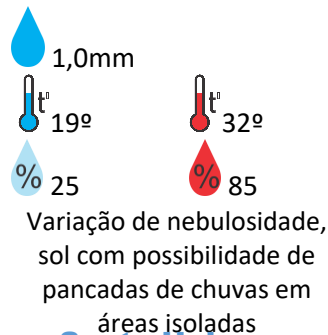 1,0mm
t° 19º t° 32º
% 25 % 85
Variação de nebulosidade,
sol com possibilidade de
pancadas de chuvas em
áreas isoladas